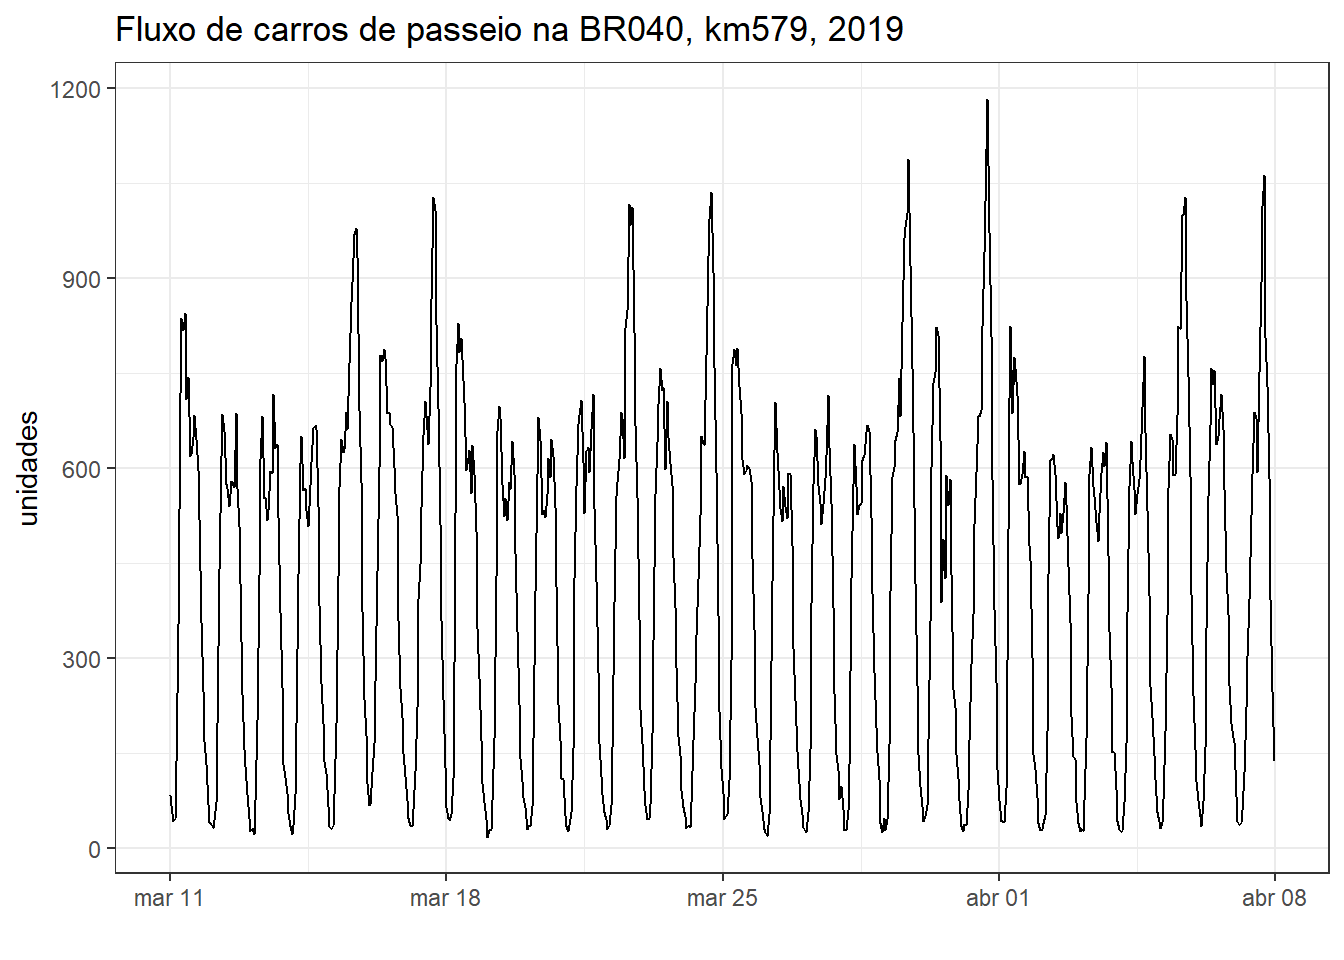 Fluxo de carros de passeio na BR040, km579, 2019
unidades
1200
900
600
300
0
mar 11
mar 18
mar 25
abr 01
abr 08